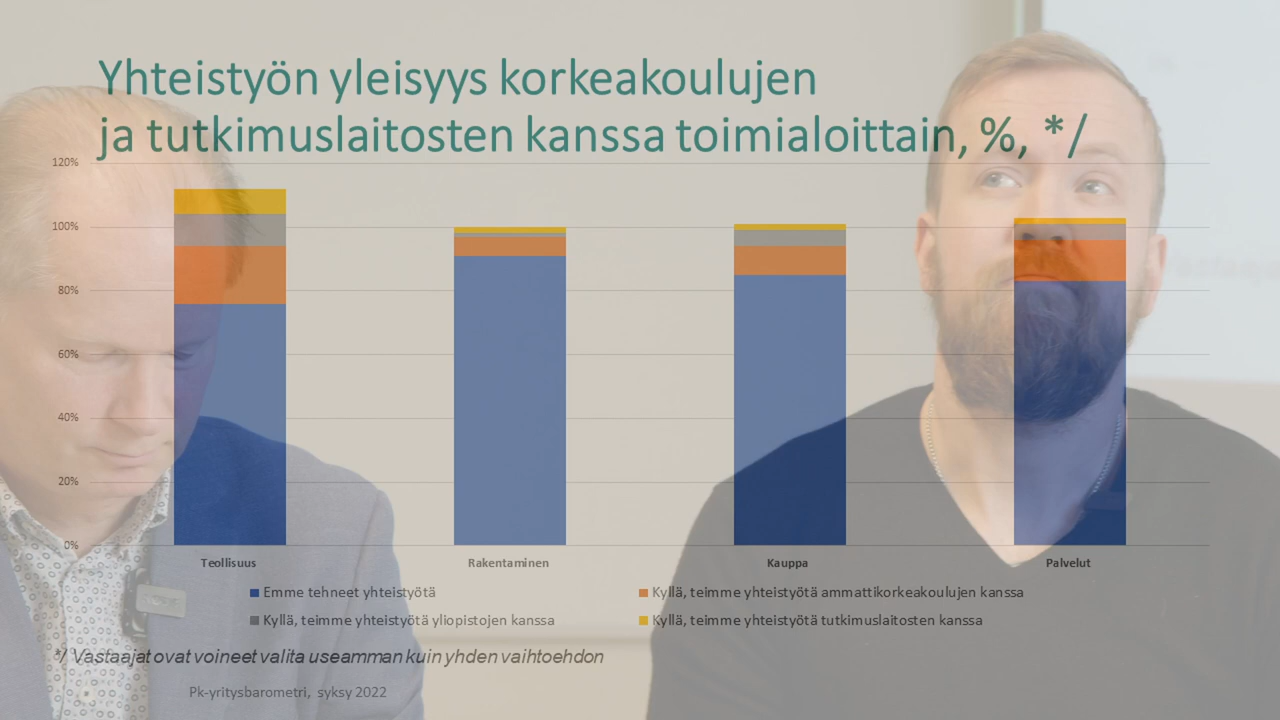 Yhteistyön yleisyys korkeakoulujen
ja tutkimuslaitosten kanssa toimialoittain, %, */
120%
100%
80%
60%
40%
20%
0%
Teollisuus Rakentaminen Kauppa Palvelut
Emme tehneet yhteistyötä Kyllä, teimme yhteistyötä ammattikorkeakoulujen kanssa
Kyllä, teimme yhteistyötä yliopistojen kanssa Kyllä, teimme yhteistyötä tutkimuslaitosten kanssa
*/ Vastaajat ovat voineet valita useamman kuin yhden vaihtoehdon
Pk-yritysbarometri, syksy 2022